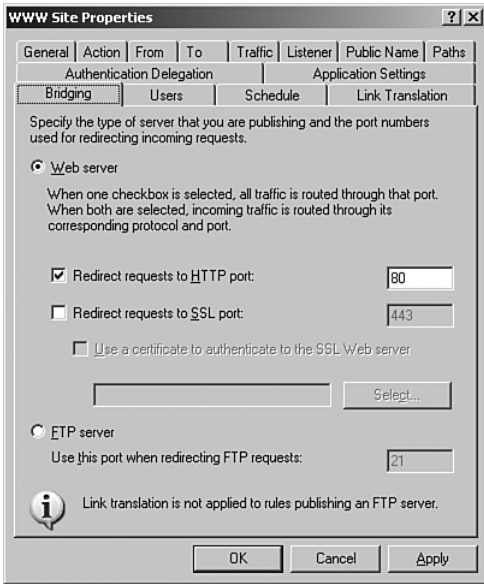 WWW Site Properties
General Action From To Traffic Listener Public Name Paths
Authentication Delegation Application Settings
Bridging Users Schedule Link Translation
Specify the type of server that you are publishing and the port numbers
used for redirecting incoming requests.
Web server
When one checkbox is selected, all traffic is routed through that port.
When both are selected, incoming traffic is routed through its
corresponding protocol and port.
Redirect requests to HTTP port: 80
Redirect requests to SSL port: 443
Use a certificate to authenticate to the SSL Web server
Select...
FTP server
Use this port when redirecting FTP requests: 21
Link translation is not applied to rules publishing an FTP server.
OK Cancel Apply